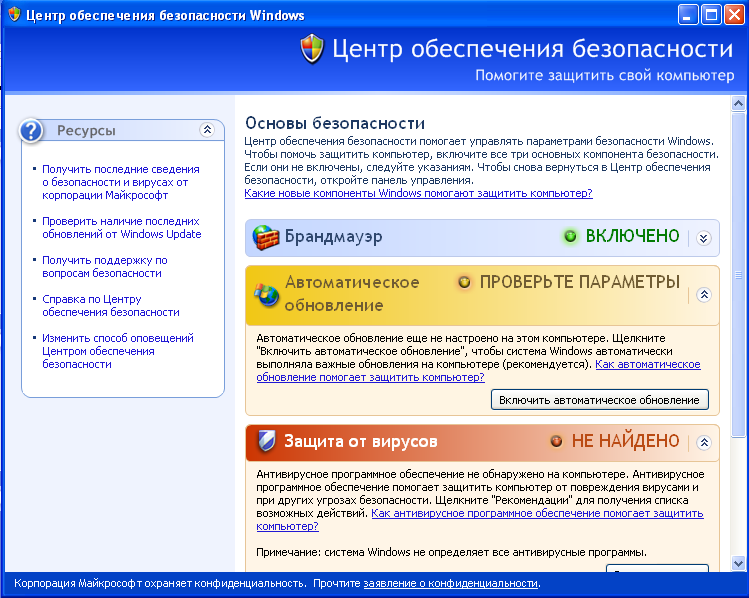 Центр обеспечения безопасности Windows
Центр обеспечения безопасности
Помогите защитить свой компьютер
Ресурсы
Получить последние сведения
о безопасности и вирусах от
корпорации Майкрософт
Проверить наличие последних
обновлений от Windows Update
Получить поддержку по
вопросам безопасности
Справка по Центру
обеспечения безопасности
Изменить способ оповещений
Центром обеспечения
безопасности
Основы безопасности
Центр обеспечения безопасности помогает управлять параметрами безопасности Windows.
Чтобы помочь защитить компьютер, включите все три основных компонента безопасности.
Если они не включены, следуйте указаниям. Чтобы снова вернуться в Центр обеспечения
безопасности, откройте панель управления.
Какие новые компоненты Windows помогают защитить компьютер?
Брандмауэр ВКЛЮЧЕНО
Автоматическое ПРОВЕРЬТЕ ПАРАМЕТРЫ
обновление
Автоматическое обновление еще не настроено на этом компьютере. Щелкните
"Включить автоматическое обновление", чтобы система Windows автоматически
выполняла важные обновления на компьютере (рекомендуется). Как автоматическое
обновление помогает защитить компьютер?
Включить автоматическое обновление
Защита от вирусов НЕ НАЙДЕНО
Антивирусное программное обеспечение не обнаружено на компьютере. Антивирусное
программное обеспечение помогает защитить компьютер от повреждения вирусами и
при других угрозах безопасности. Щелкните "Рекомендации" для получения списка
возможных действий. Как антивирусное программное обеспечение помогает защитить
компьютер?
Примечание: система Windows не определяет все антивирусные программы.
Корпорация Майкрософт охраняет конфиденциальность. Прочтите заявление о конфиденциальности.